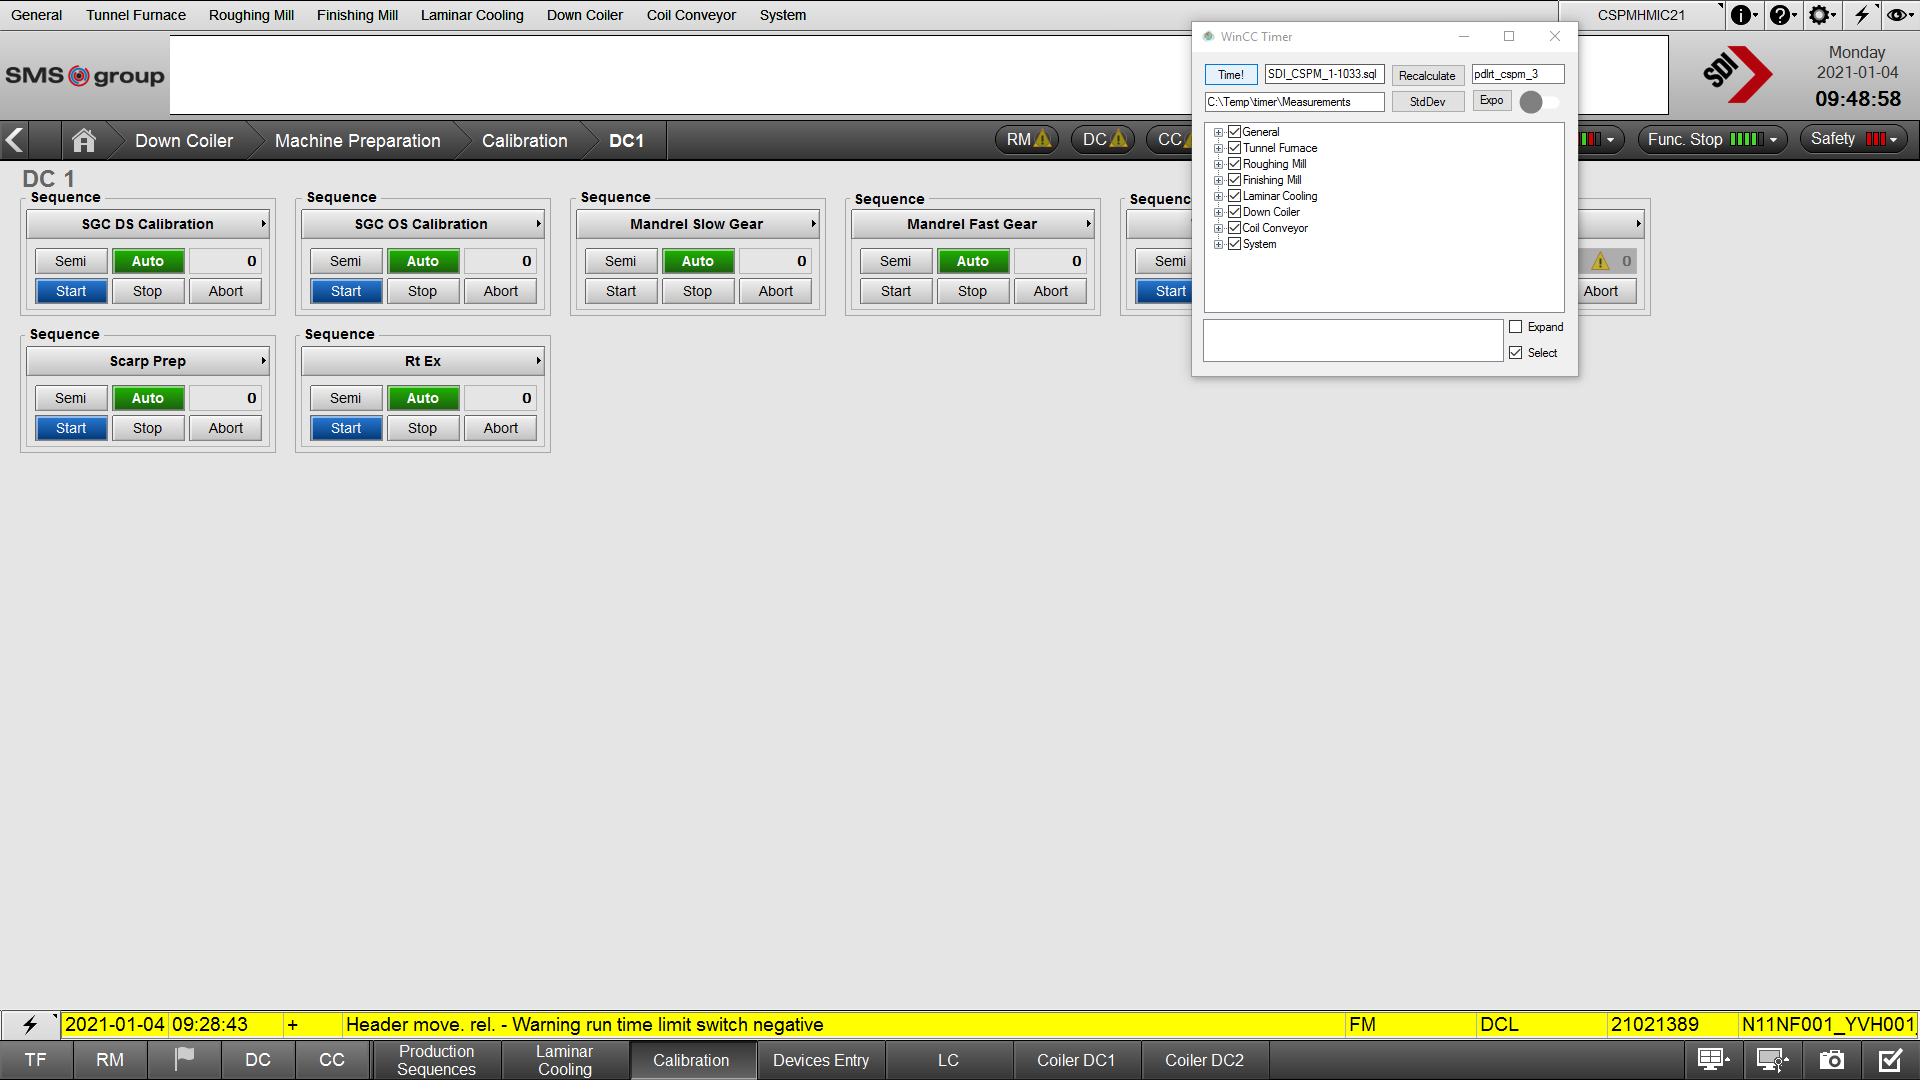 General Tunnel Furnace Roughing Mill Finishing Mill Laminar Cooling Down Coiler Coil Conveyor System CSPMHMIC21
SMS group
SDI
Monday
2021-01-04
09:48:58
WinCC Timer
Time! SDI_CSPM_1-1033.sql Recalculate pdlrt_cspm_3
C:\Temp\timer\Measurements StdDev Expo
General
Tunnel Furnace
Roughing Mill
Finishing Mill
Laminar Cooling
Down Coiler
Coil Conveyor
System
Expand
Select
Down Coiler Machine Preparation Calibration DC1 RM DC CC Func. Stop Safety
DC 1
Sequence
SGC DS Calibration
Semi Auto 0
Start Stop Abort
Sequence
SGC OS Calibration
Semi Auto 0
Start Stop Abort
Sequence
Mandrel Slow Gear
Semi Auto 0
Start Stop Abort
Sequence
Mandrel Fast Gear
Semi Auto 0
Start Stop Abort
Semi
Start
0
Abort
Sequence
Scarp Prep
Semi Auto 0
Start Stop Abort
Sequence
Rt Ex
Semi Auto 0
Start Stop Abort
2021-01-04 09:28:43 + Header move. rel. - Warning run time limit switch negative FM DCL 21021389 N11NF001_YVH001
TF RM DC CC Production Sequences Laminar Cooling Calibration Devices Entry LC Coiler DC1 Coiler DC2